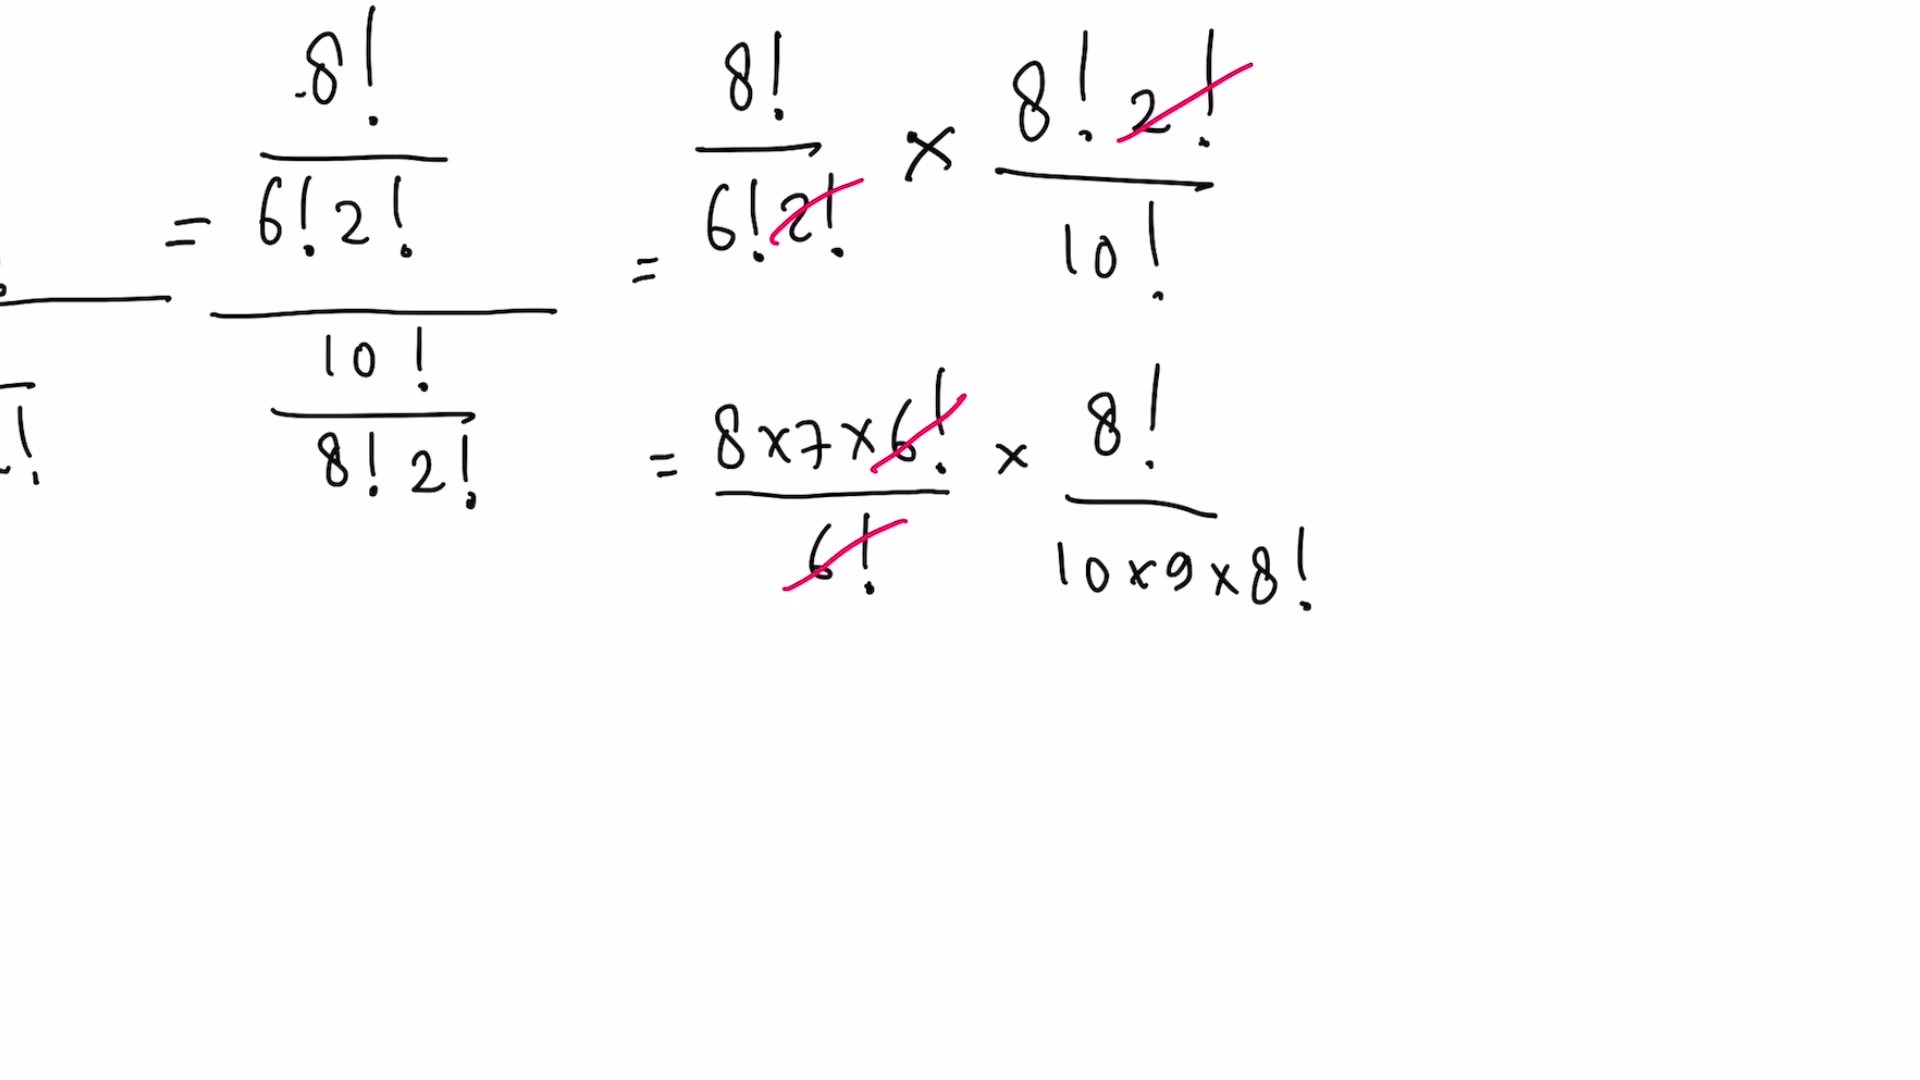 8! 8! 8! 2!
= 6! 2! = 6! 2! × 10!
10!
8! 2! = 8×7×6! × 8!
! 6! 10×9×8!